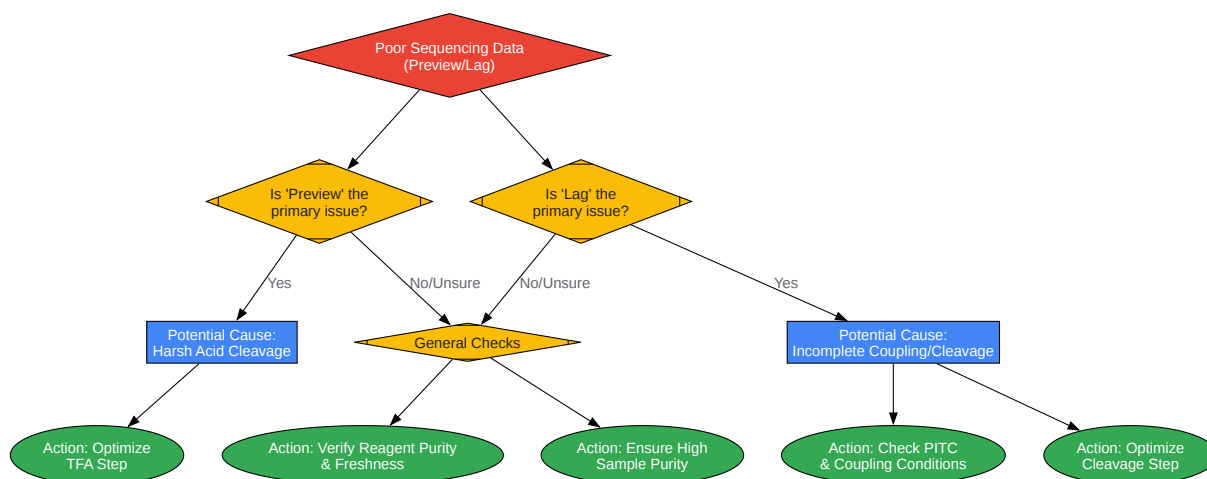 Poor Sequencing Data
(Preview/Lag)
Is 'Preview' the
primary issue?
Is 'Lag' the
primary issue?
Yes
No/Unsure
No/Unsure
Yes
Potential Cause:
Harsh Acid Cleavage
General Checks
Potential Cause:
Incomplete Coupling/Cleavage
Action: Optimize
TFA Step
Action: Verify Reagent Purity
& Freshness
Action: Ensure High
Sample Purity
Action: Check PITC
& Coupling Conditions
Action: Optimize
Cleavage Step